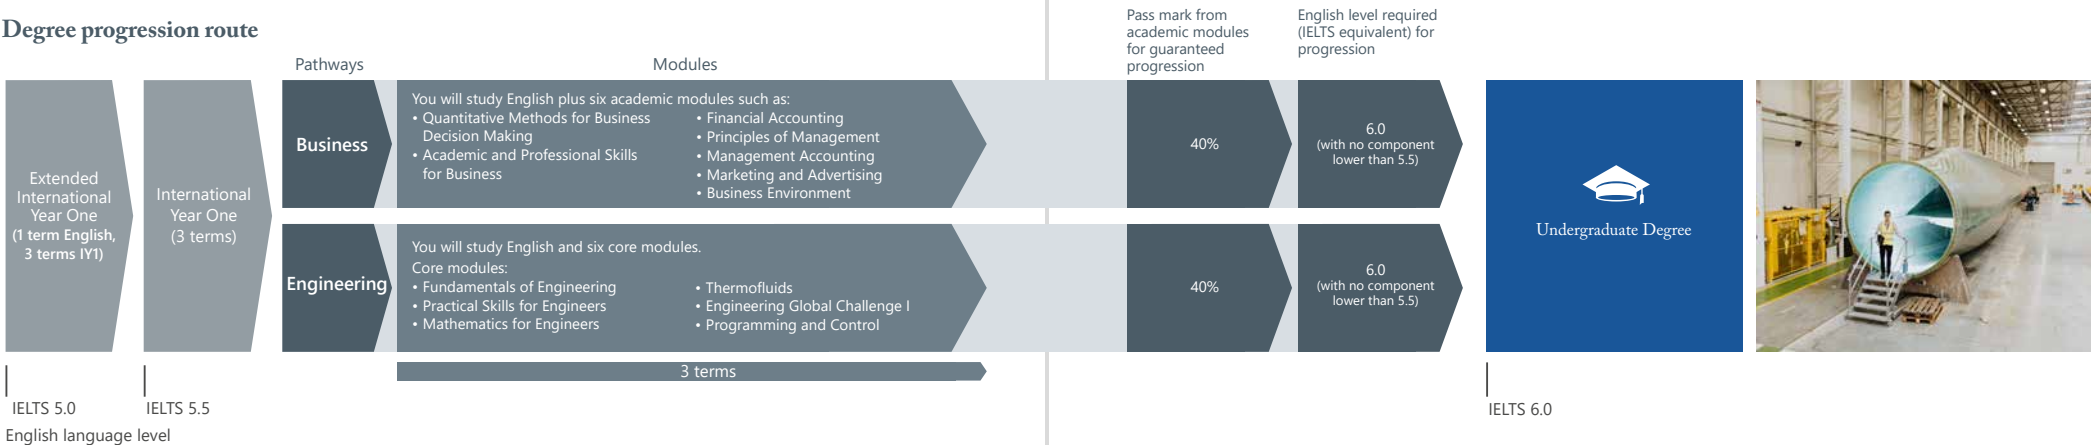 Degree progression route
Pathways
Modules
Pass mark from
academic modules
for guaranteed
progression
English level required
(IELTS equivalent) for
progression
Extended
International
Year One
(1 term English,
3 terms IY1)
International
Year One
(3 terms)
Business
You will study English plus six academic modules such as:
• Quantitative Methods for Business
Decision Making
• Academic and Professional Skills
for Business
• Financial Accounting
• Principles of Management
• Management Accounting
• Marketing and Advertising
• Business Environment
40%
6.0
(with no component
lower than 5.5)
Engineering
You will study English and six core modules.
Core modules:
• Fundamentals of Engineering
• Practical Skills for Engineers
• Mathematics for Engineers
• Thermofluids
• Engineering Global Challenge I
• Programming and Control
40%
6.0
(with no component
lower than 5.5)
Undergraduate Degree
3 terms
IELTS 5.0
IELTS 5.5
IELTS 6.0
English language level